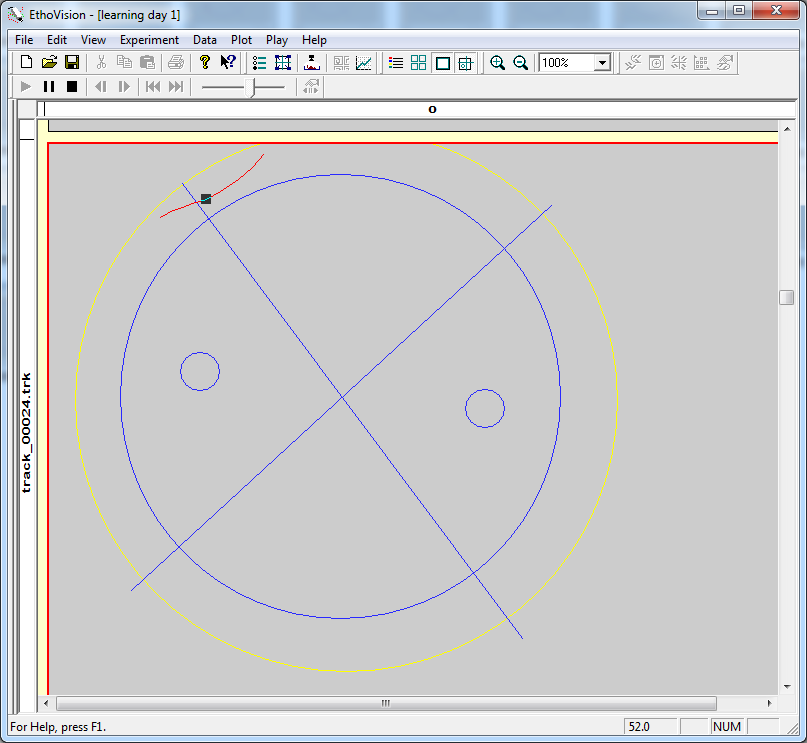 EthoVision - [learning day 1]
File Edit View Experiment Data Plot Play Help
100%
o
track_00024.trk
For Help, press F1.
52.0
NUM